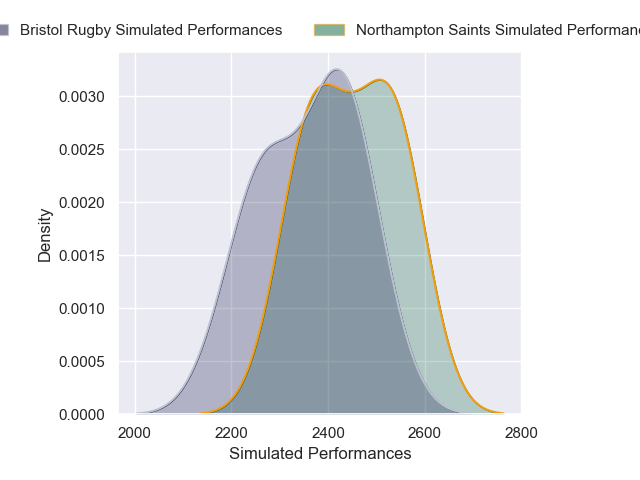 Bristol Rugby Simulated Performances
Northampton Saints Simulated
0.0030
0.0025
0.0020
0.0015
0.0010
0.0005
0.0000
Density
2000 2200 2400 2600 2800
Simulated Performances